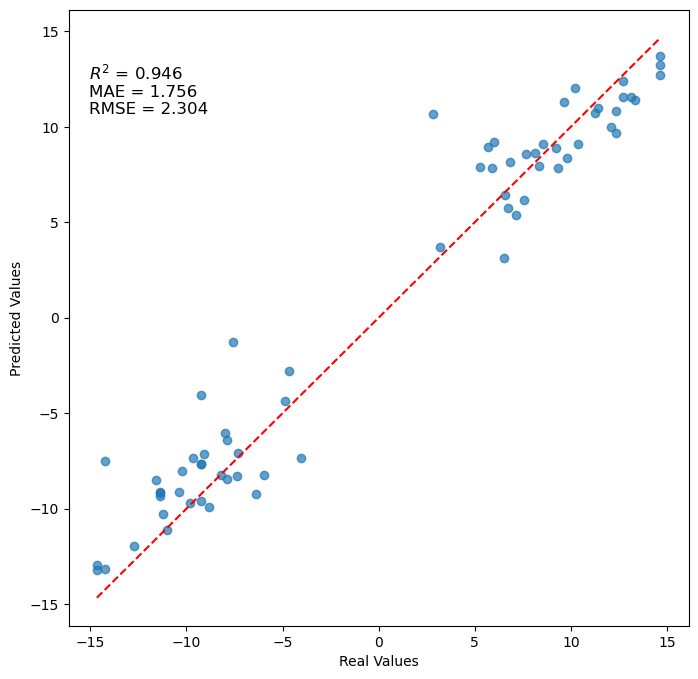 15
10
5
0
−5
−10
−15
R² = 0.946
MAE = 1.756
RMSE = 2.304
Predicted Values
−15 −10 −5 0 5 10 15
Real Values